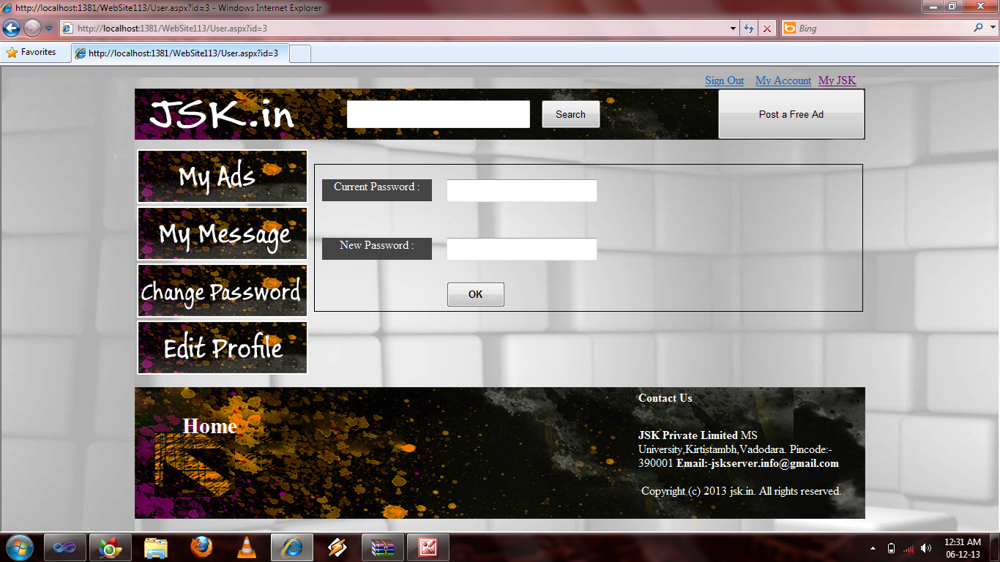 http://localhost:1381/WebSite113/User.aspx?id=3 - Windows Internet Explorer
http://localhost:1381/WebSite113/User.aspx?id=3
Bing
Favorites
http://localhost:1381/WebSite113/User.aspx?id=3
Sign Out My Account My JSK
JSK.in
Search
Post a Free Ad
My Ads
My Message
Change Password
Edit Profile
Current Password :
New Password :
OK
Home
Contact Us
JSK Private Limited MS
University,Kirtistambh,Vadodara. Pincode:-
390001 Email:-jskserver.info@gmail.com
Copyright (c) 2013 jsk.in. All rights reserved.
12:31 AM
06-12-13